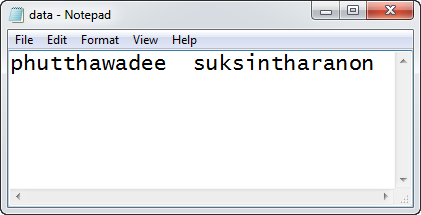 data - Notepad
File Edit Format View Help
phutthawadee  suksintharanon